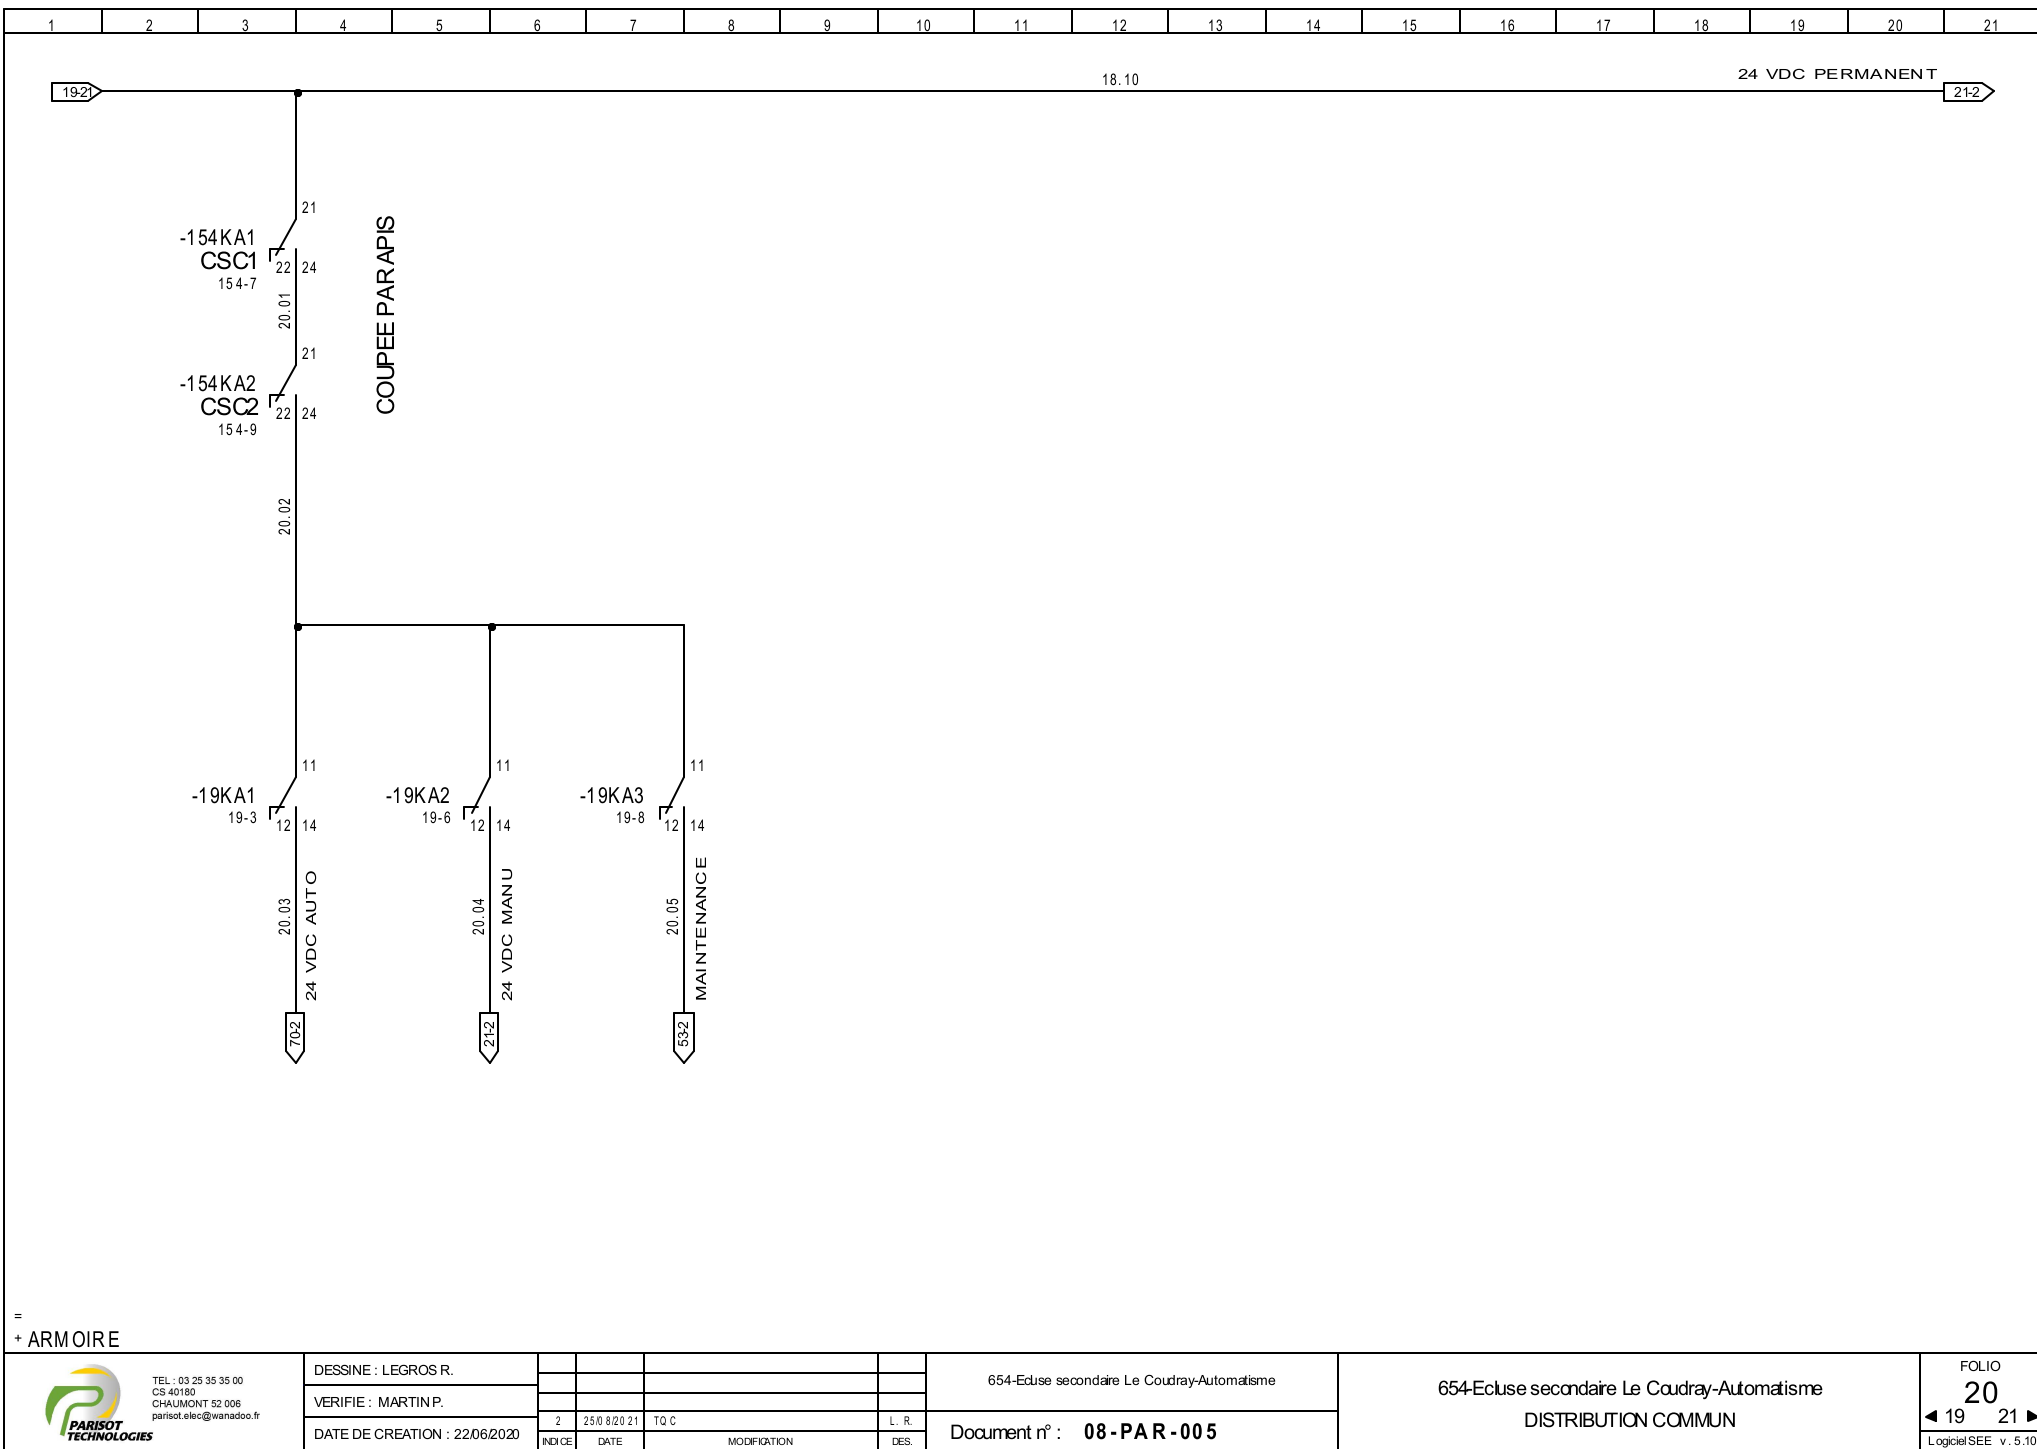 1 2 3 4 5 6 7 8 9 10 11 12 13 14 15 16 17 18 19 20 21
24 VDC PERMANENT
18.10
19-21
21-2
21
-154KA1
CSC1
22 24
154-7
20.01
COUPEE PAR APIS
21
-154KA2
CSC2
22 24
154-9
20.02
11 11 11
-19KA1 -19KA2 -19KA3
19-3 19-6 19-8
12 14 12 14 12 14
20.03 24 VDC AUTO 20.04 24 VDC MANU 20.05 MAINTENANCE
70-2 21-2 53-2
=
+ ARMOIRE
PARISOT
TECHNOLOGIES
TEL : 03 25 35 35 00
CS 40180
CHAUMONT 52 006
parisot.elec@wanadoo.fr
DESSINE : LEGROS R.
VERIFIE : MARTIN P.
DATE DE CREATION : 22/06/2020
2 25/08/2021 TQC L. R.
INDICE DATE MODIFICATION DES.
654-Ecluse secondaire Le Coudray-Automatisme
Document n° : 08-PAR-005
654-Ecluse secondaire Le Coudray-Automatisme
DISTRIBUTION COMMUN
FOLIO
20
◄ 19 21 ►
Logiciel SEE v. 5.10